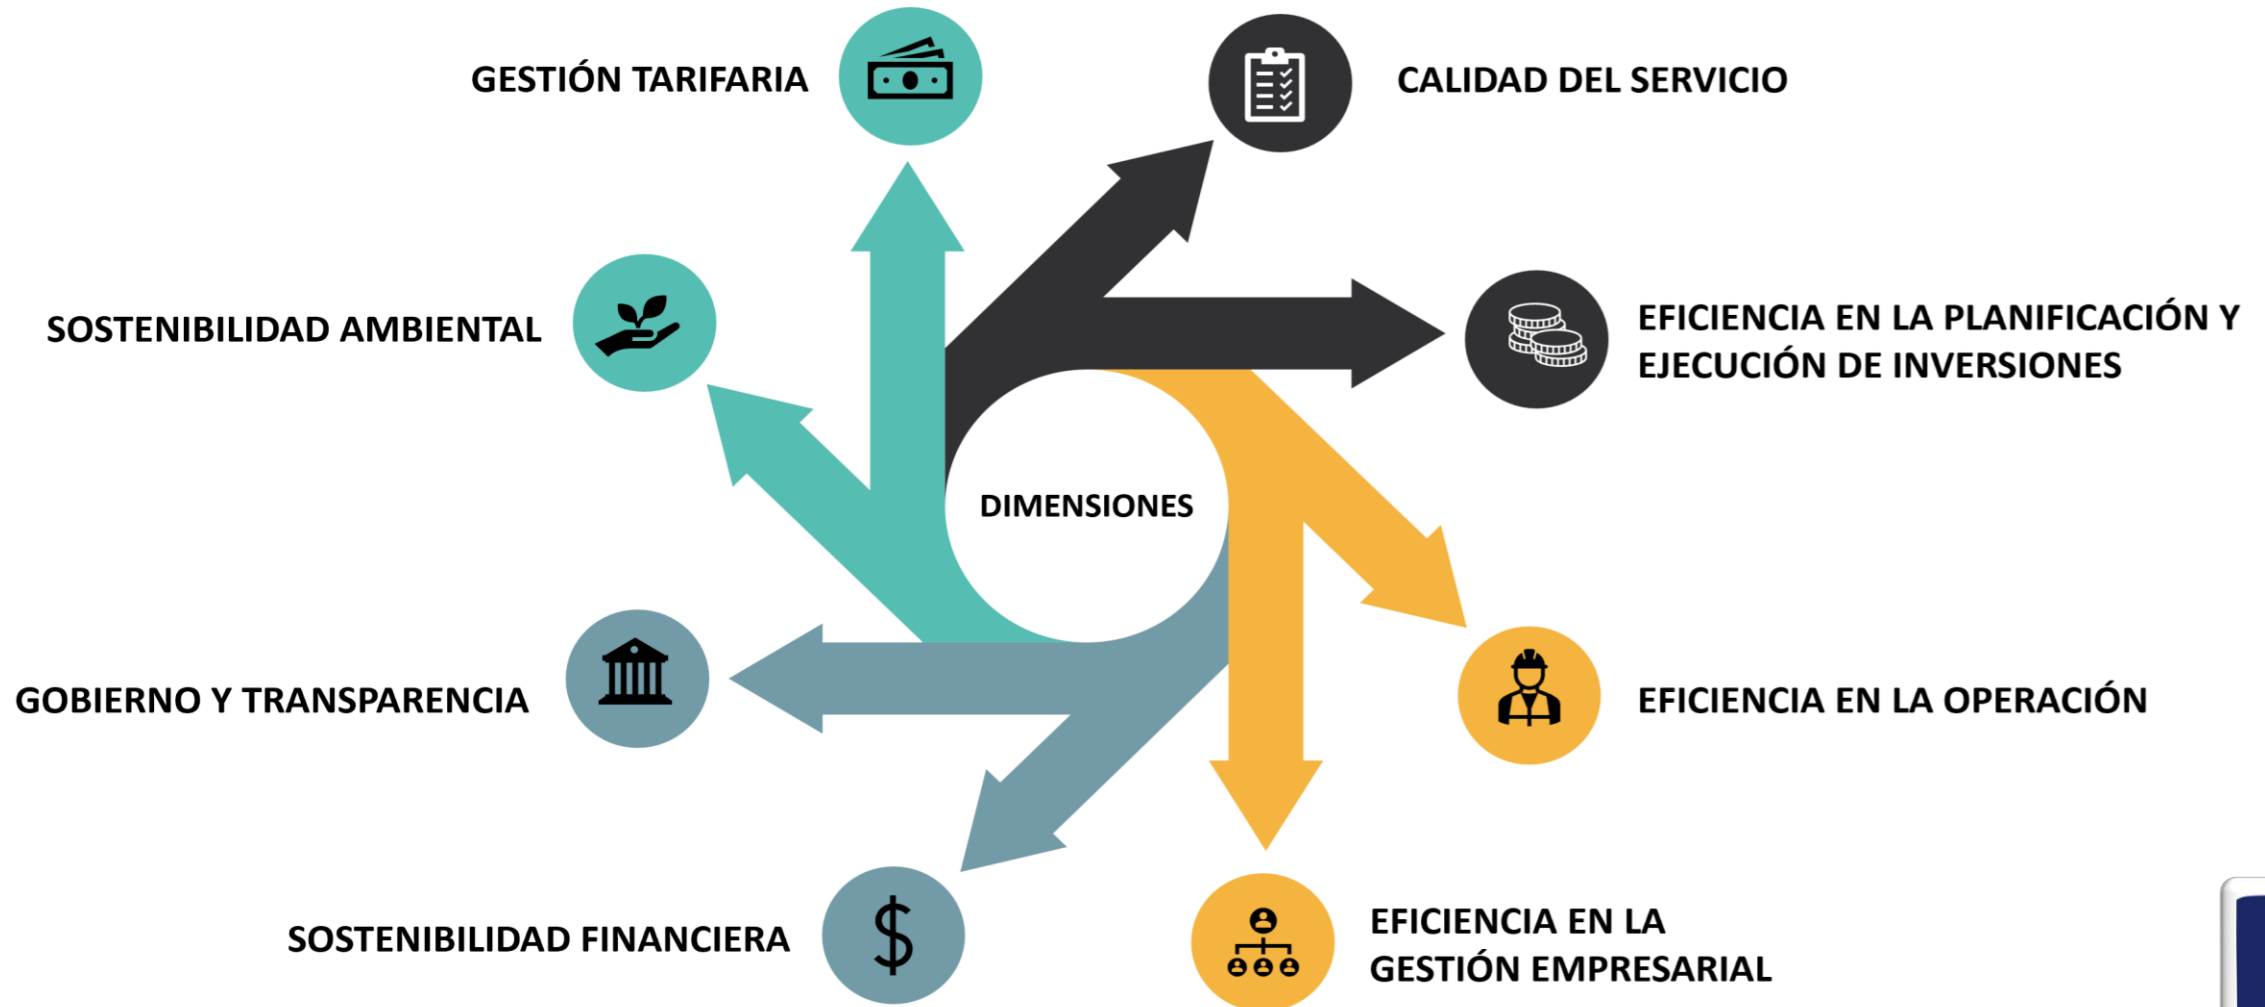 GESTIÓN TARIFARIA
CALIDAD DEL SERVICIO
SOSTENIBILIDAD AMBIENTAL
EFICIENCIA EN LA PLANIFICACIÓN Y
EJECUCIÓN DE INVERSIONES
DIMENSIONES
GOBIERNO Y TRANSPARENCIA
EFICIENCIA EN LA OPERACIÓN
SOSTENIBILIDAD FINANCIERA
$
EFICIENCIA EN LA
GESTIÓN EMPRESARIAL